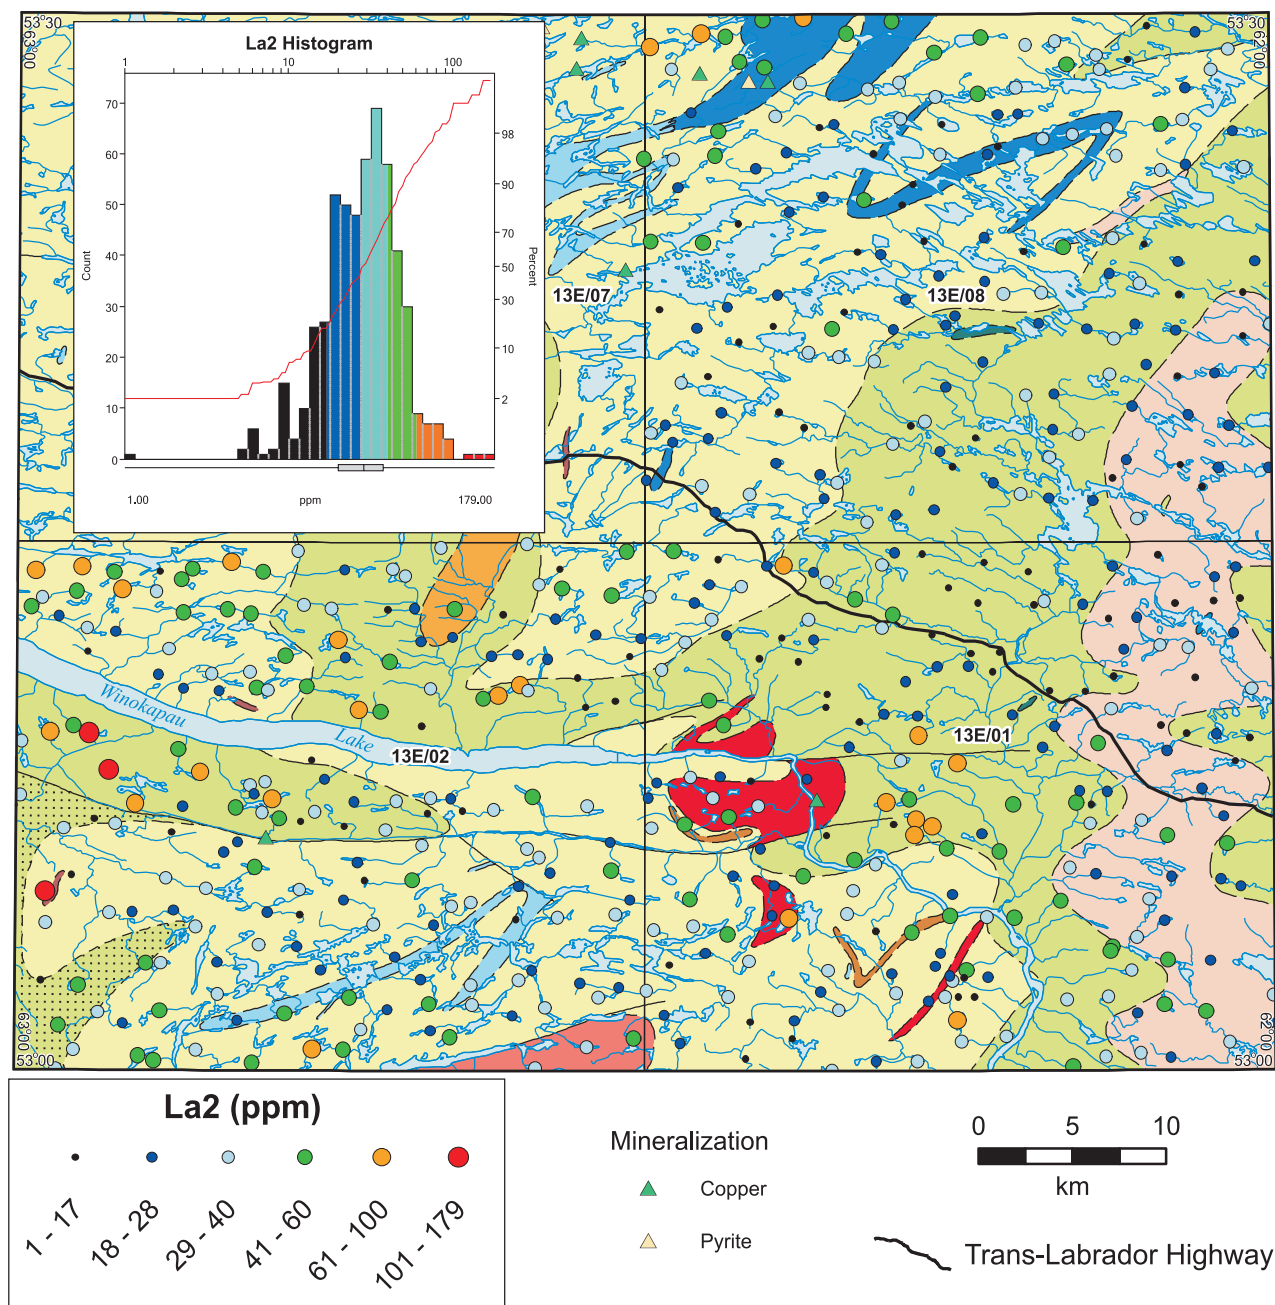 53°30'
63°00'
53°30'
62°00'
La2 Histogram
1
10
100
70
60
50
40
30
20
10
0
98
90
70
50
30
10
2
Count
Percent
1.00
ppm
179.00
13E/07
13E/08
Winokapau
Lake
13E/02
13E/01
63°00'
53°00'
62°00'
53°00'
La2 (ppm)
1 - 17
18 - 28
29 - 40
41 - 60
61 - 100
101 - 179
Mineralization
Copper
Pyrite
0
5
10
km
Trans-Labrador Highway